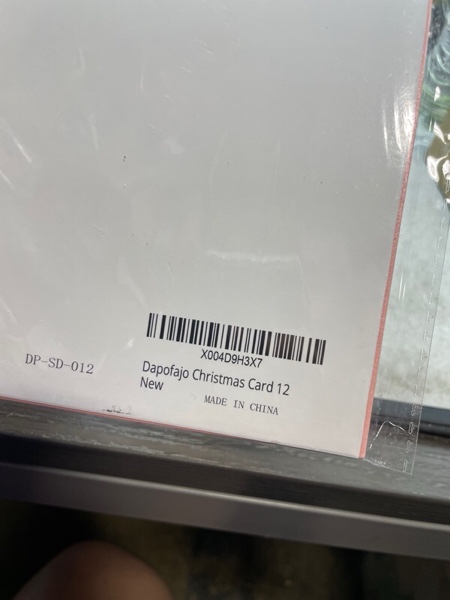 X004D9H3X7
DP-SD-012
Dapofajo Christmas Card 12
New
MADE IN CHINA